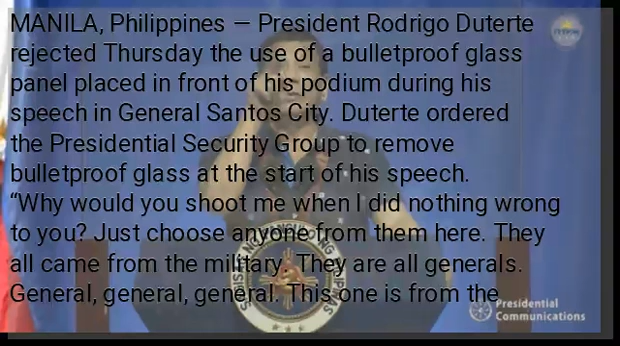 MANILA, Philippines — President Rodrigo Duterte
rejected Thursday the use of a bulletproof glass
panel placed in front of his podium during his
speech in General Santos City. Duterte ordered
the Presidential Security Group to remove
bulletproof glass at the start of his speech.
“Why would you shoot me when I did nothing wrong
to you? Just choose anyone from them here. They
all came from the military. They are all generals.
General, general, general. This one is from the
Presidential
Communications